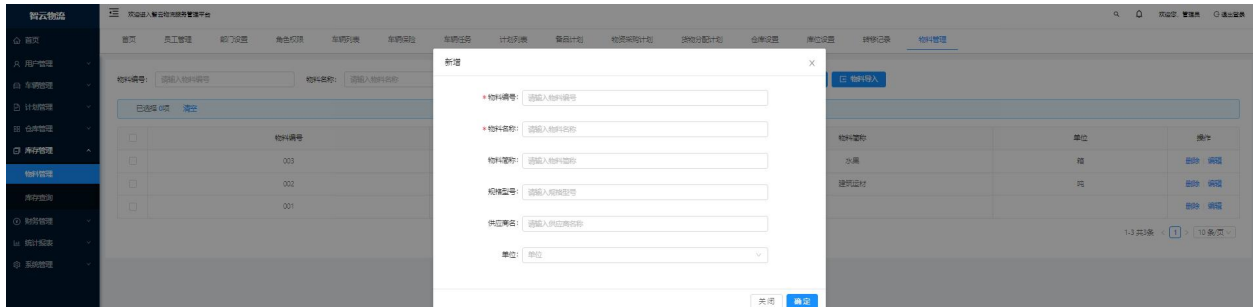 智云物流
欢迎进入智云物流服务管理平台
欢迎您，管理员 退出登录
首页 员工管理 部门设置 角色权限 车辆列表 车辆保险 车辆任务 计划列表 物资采购计划 货物分配计划 仓库设置 库位设置 转移记录 物料管理
首页
用户管理
车辆管理
计划管理
仓库管理
库存管理
物料管理
库存查询
财务管理
统计报表
系统管理
物料编号： 请输入物料编号 物料名称： 请输入物料名称 物料导入
已选择 0项 清空
物料编号 物料简称 单位 操作
003 水果 箱 删除 编辑
002 吨 删除 编辑
001 删除 编辑
1-3 共3条 < 1 > 10 条/页
新增
* 物料编号： 请输入物料编号
* 物料名称： 请输入物料名称
物料简称： 请输入物料简称
规格型号： 请输入规格型号
供应商名： 请输入供应商名称
单位： 单位
关闭 确定